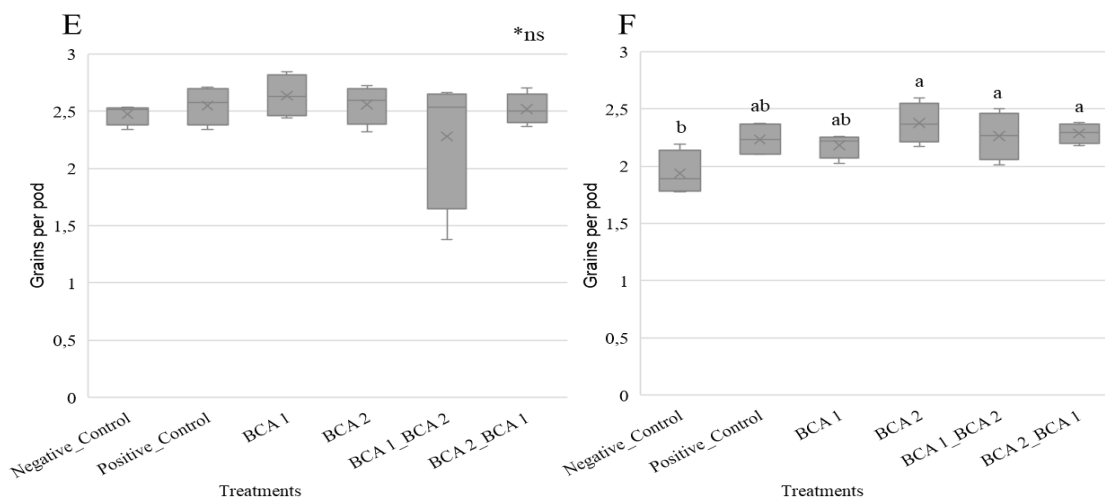 E
*ns
3
2,5
2
1,5
1
0,5
0
Grains per pod
Negative_Control
Positive_Control
BCA 1
BCA 2
BCA 1_BCA 2
BCA 2_BCA 1
Treatments
F
3
2,5
2
1,5
1
0,5
0
Grains per pod
b
ab
ab
a
a
a
Negative_Control
Positive_Control
BCA 1
BCA 2
BCA 1_BCA 2
BCA 2_BCA 1
Treatments